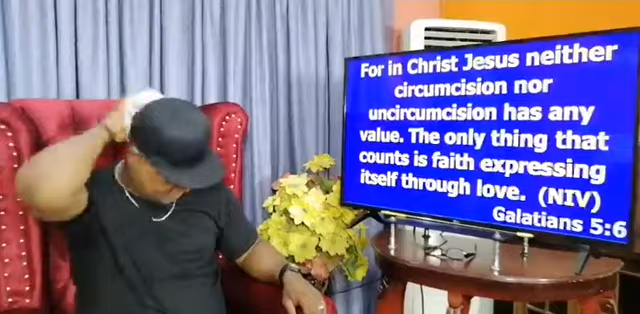 For in Christ Jesus neither
circumcision nor
uncircumcision has any
value. The only thing that
counts is faith expressing
itself through love. (NIV)
Galatians 5:6